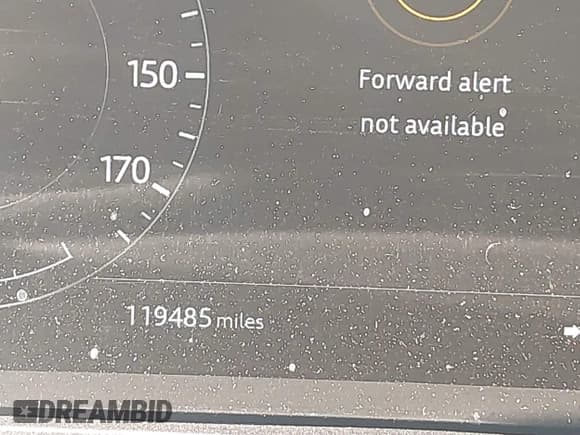 150
Forward alert
not available
170
119485 miles
DREAMBID